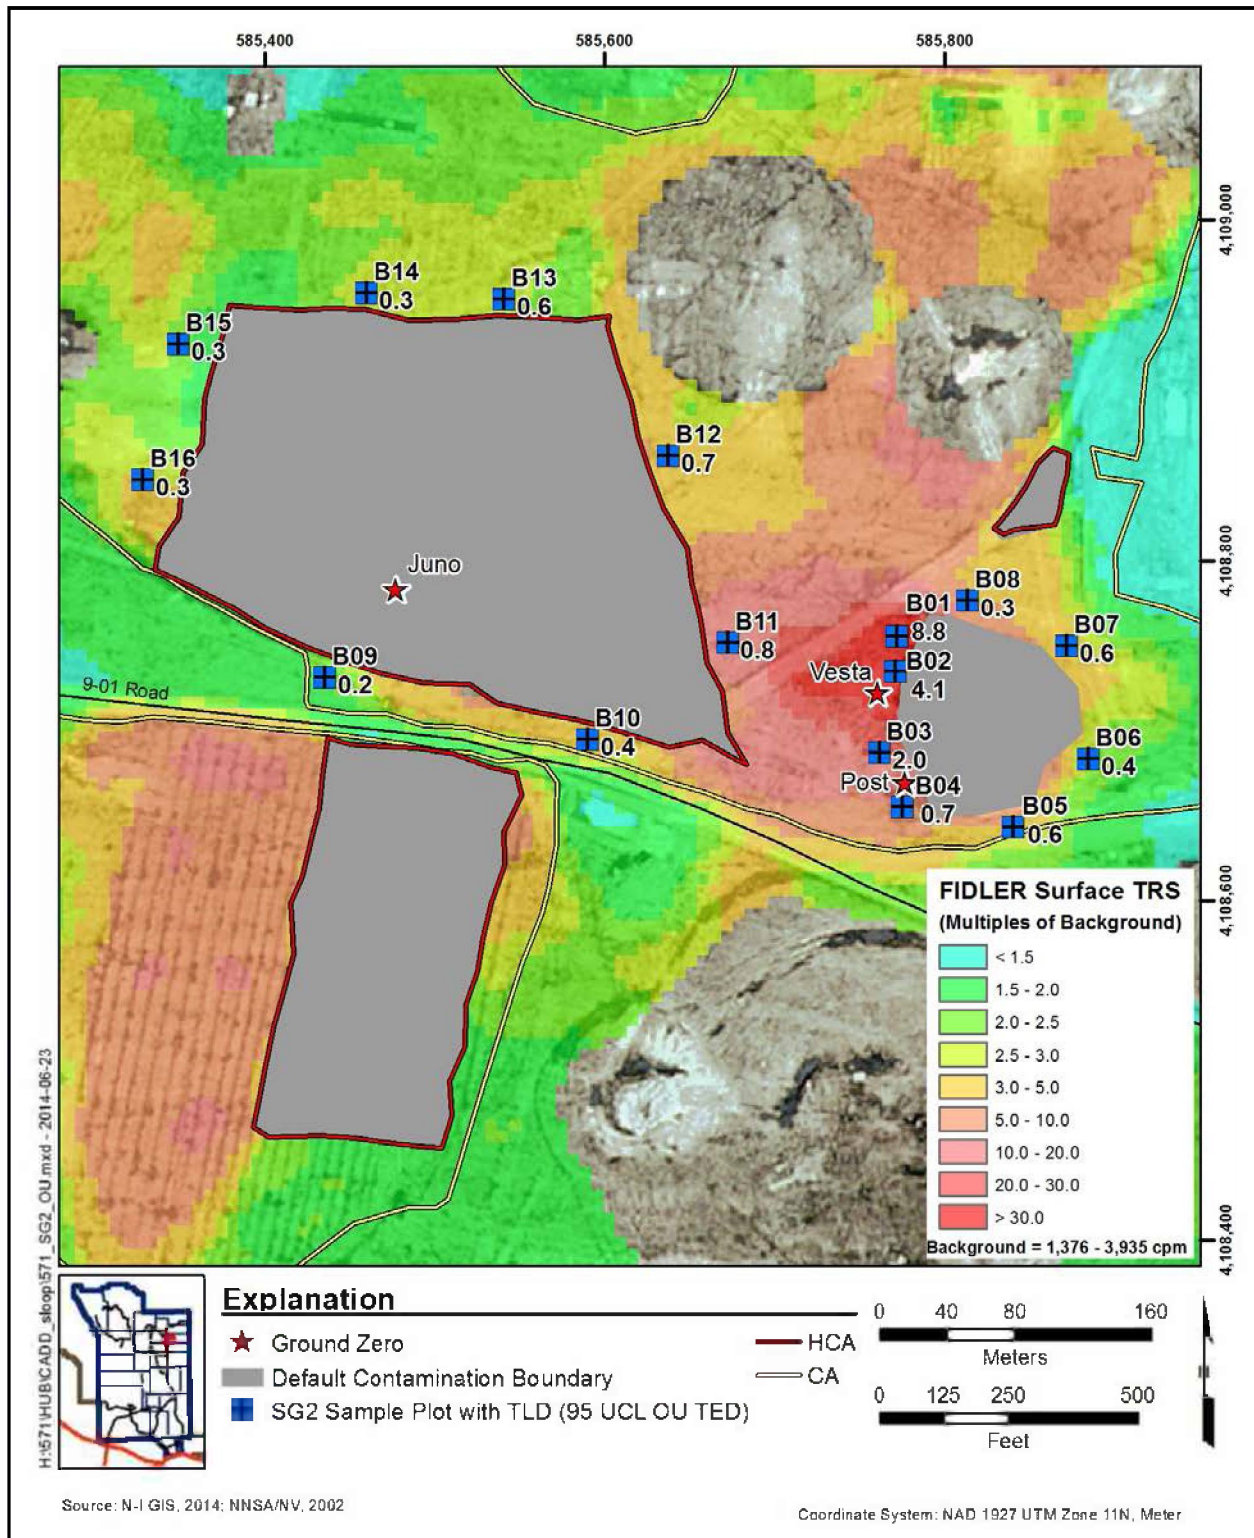 585,400
585,600
585,800
4,109,000
4,108,800
4,108,600
4,108,400
B14
0.3
B13
0.6
B15
0.3
B12
0.7
B16
0.3
Juno
B08
0.3
B01
8.8
B11
0.8
B07
0.6
B02
4.1
Vesta
B09
0.2
9-01 Road
B10
0.4
B03
2.0
B06
0.4
Post
B04
0.7
B05
0.6
FIDLER Surface TRS
(Multiples of Background)
< 1.5
1.5 - 2.0
2.0 - 2.5
2.5 - 3.0
3.0 - 5.0
5.0 - 10.0
10.0 - 20.0
20.0 - 30.0
> 30.0
Background = 1,376 - 3,935 cpm
H:\571\HUB\CADD_sloop\571_SG2_OU.mxd - 2014-06-23
Explanation
Ground Zero
Default Contamination Boundary
SG2 Sample Plot with TLD (95 UCL OU TED)
HCA
CA
0 40 80 160
Meters
0 125 250 500
Feet
Source: N-I GIS, 2014; NNSA/NV, 2002
Coordinate System: NAD 1927 UTM Zone 11N, Meter